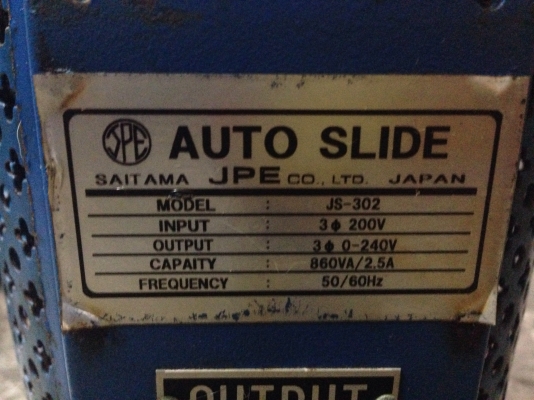 JPE AUTO SLIDE
SAITAMA JPE CO., LTD. JAPAN
MODEL : JS-302
INPUT : 3ϕ 200V
OUTPUT : 3ϕ 0-240V
CAPAITY : 860VA/2.5A
FREQUENCY : 50/60Hz
OUTPUT